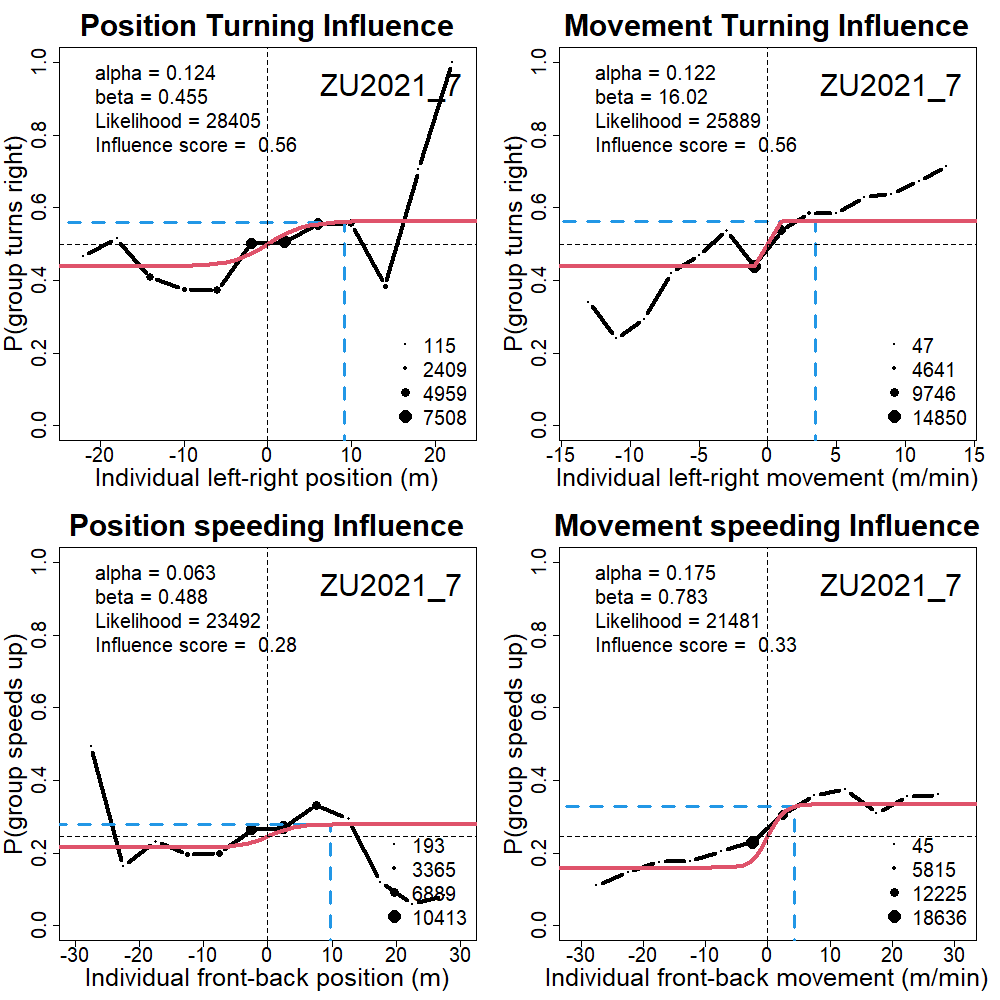 Position Turning Influence
alpha = 0.124
beta = 0.455
Likelihood = 28405
Influence score = 0.56
ZU2021_7
P(group turns right)
0.0
0.2
0.4
0.6
0.8
1.0
115
2409
4959
7508
-20
-10
0
10
20
Individual left-right position (m)
Movement Turning Influence
alpha = 0.122
beta = 16.02
Likelihood = 25889
Influence score = 0.56
ZU2021_7
P(group turns right)
0.0
0.2
0.4
0.6
0.8
1.0
47
4641
9746
14850
-15
-10
-5
0
5
10
15
Individual left-right movement (m/min)
Position speeding Influence
alpha = 0.063
beta = 0.488
Likelihood = 23492
Influence score = 0.28
ZU2021_7
P(group speeds up)
0.0
0.2
0.4
0.6
0.8
1.0
193
3365
6889
10413
-30
-20
-10
0
10
20
30
Individual front-back position (m)
Movement speeding Influence
alpha = 0.175
beta = 0.783
Likelihood = 21481
Influence score = 0.33
ZU2021_7
P(group speeds up)
0.0
0.2
0.4
0.6
0.8
1.0
45
5815
12225
18636
-30
-20
-10
0
10
20
30
Individual front-back movement (m/min)